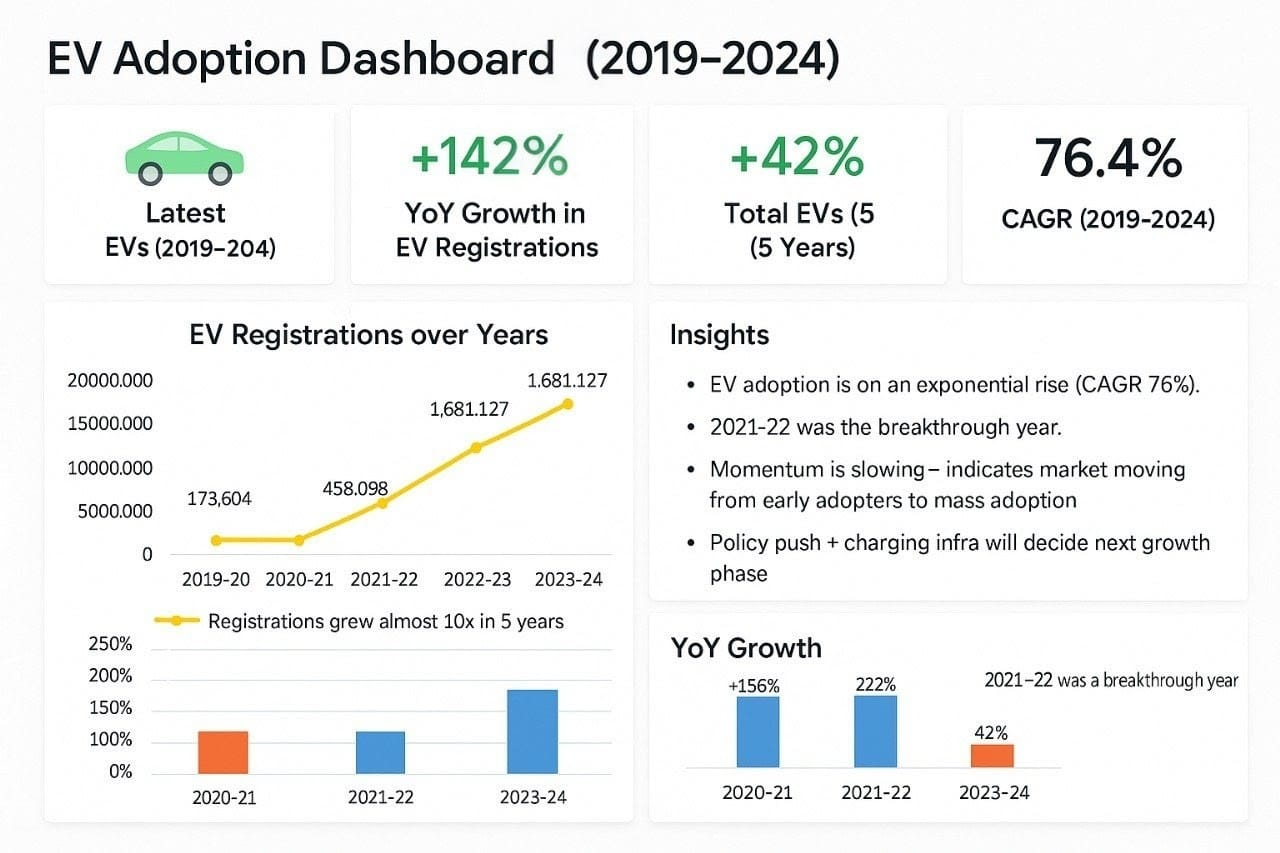 EV Adoption Dashboard (2019–2024)
Latest
EVs (2019–204)
+142%
YoY Growth in
EV Registrations
+42%
Total EVs (5
(5 Years)
76.4%
CAGR (2019-2024)
EV Registrations over Years
20000.000
15000.000
10000.000
5000.000
0
173,604
458.098
1,681.127
1.681.127
2019-20 2020-21 2021-22 2022-23 2023-24
Registrations grew almost 10x in 5 years
250%
200%
150%
100%
0%
2020-21 2021-22 2023-24
Insights
• EV adoption is on an exponential rise (CAGR 76%).
• 2021-22 was the breakthrough year.
• Momentum is slowing– indicates market moving
from early adopters to mass adoption
• Policy push + charging infra will decide next growth
phase
YoY Growth
2021–22 was a breakthrough year
+156% 222% 42%
2020-21 2021-22 2023-24